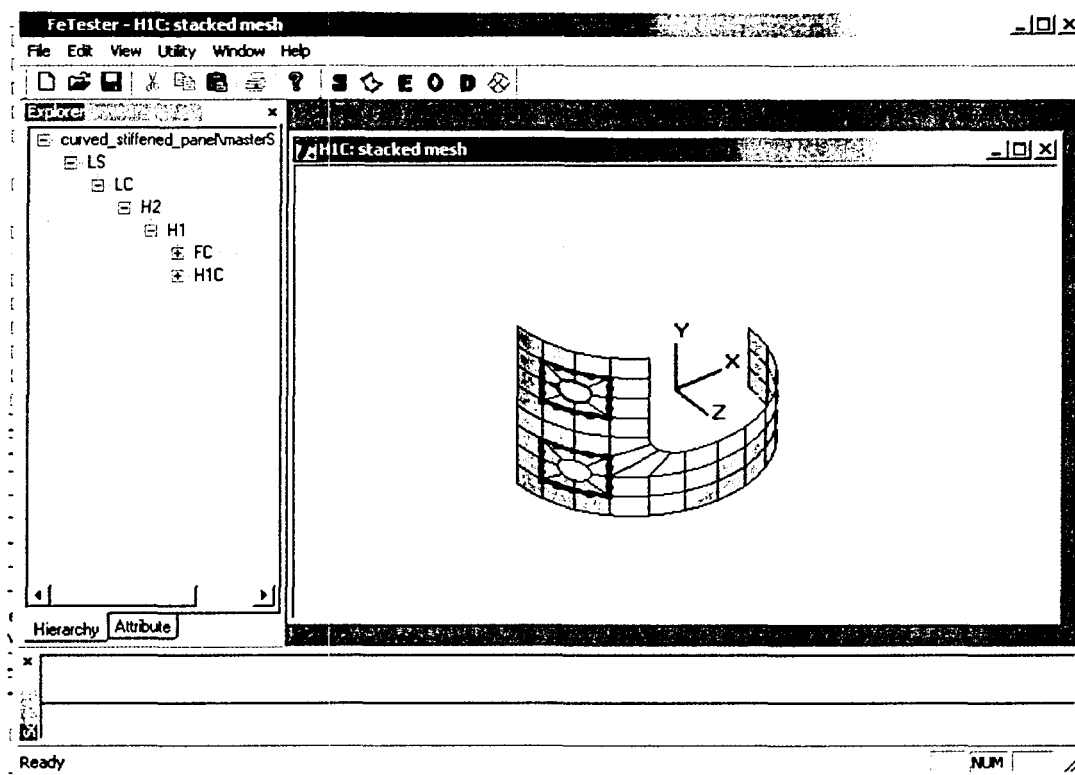 FeTester - H1C: stacked mesh
File Edit View Utility Window Help
S E O D
Explorer
curved_stiffened_panel\masterS
LS
LC
H2
H1
FC
H1C
H1C: stacked mesh
Y
X
Z
Hierarchy Attribute
Ready
NUM